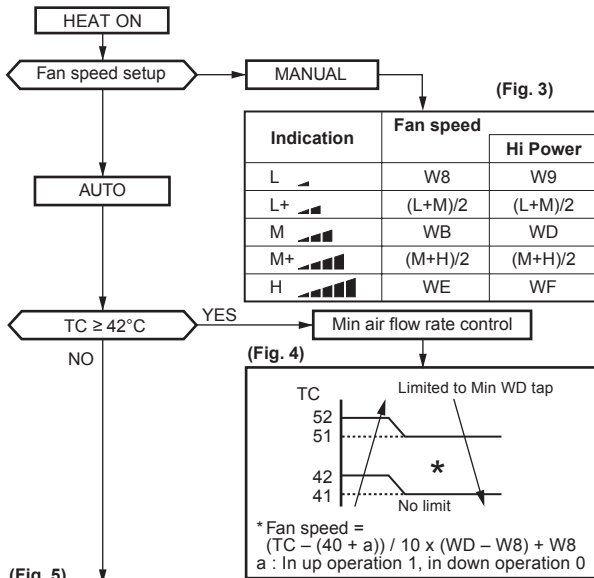 HEAT ON
Fan speed setup
MANUAL
(Fig. 3)
Indication
Fan speed
Hi Power
L W8 W9
L+ (L+M)/2 (L+M)/2
M WB WD
M+ (M+H)/2 (M+H)/2
H WE WF
AUTO
TC ≥ 42°C
YES
Min air flow rate control
NO
(Fig. 4)
TC
Limited to Min WD tap
52
51
42
41
*
No limit
* Fan speed =
(TC – (40 + a)) / 10 x (WD – W8) + W8
a : In up operation 1, in down operation 0
(Fig. 5)